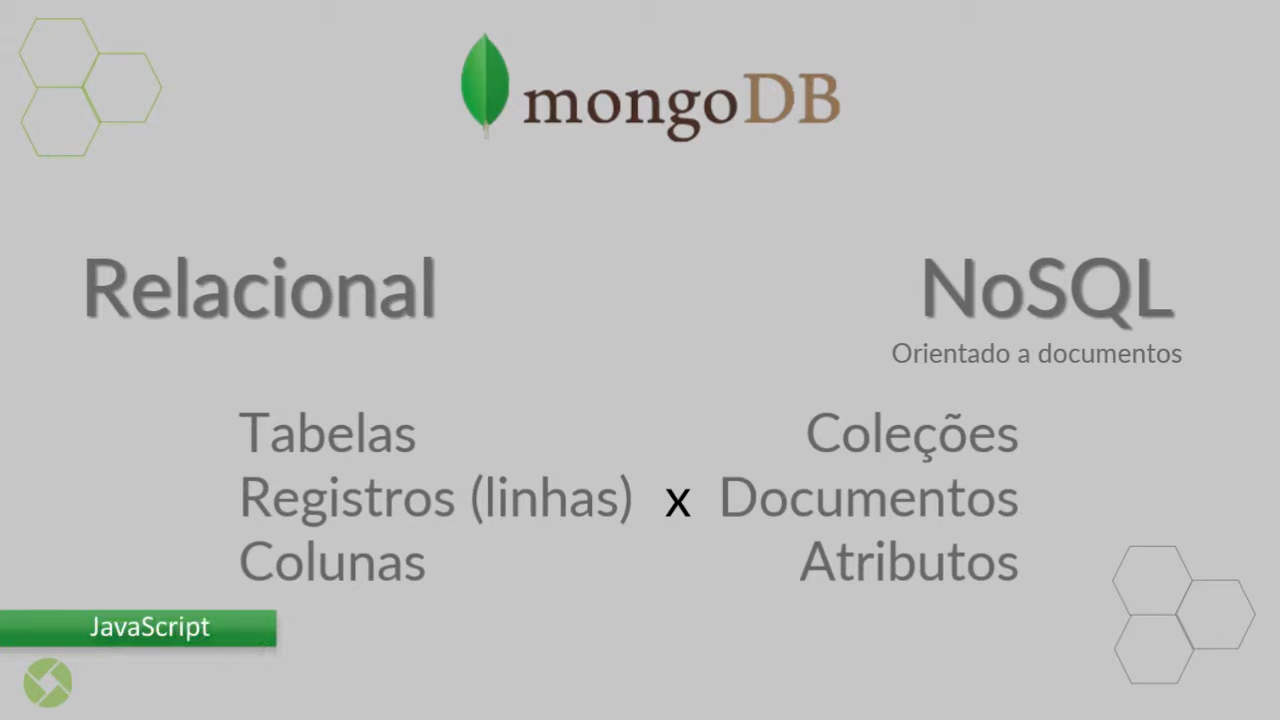 mongoDB
Relacional
NoSQL
Orientado a documentos
Tabelas
Coleções
Registros (linhas) x Documentos
Colunas
Atributos
JavaScript